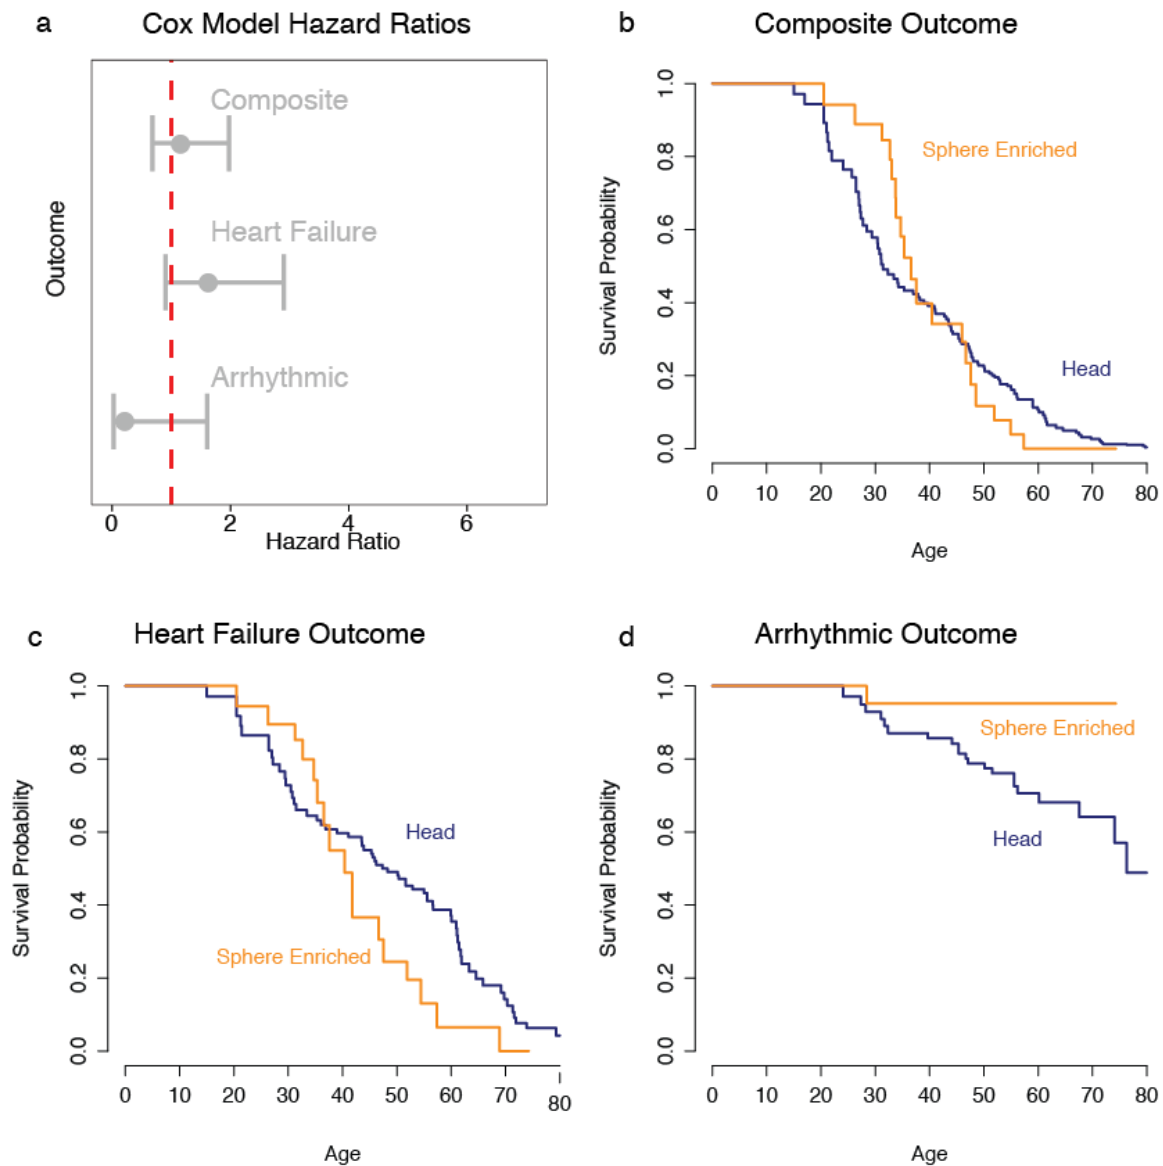 a
Cox Model Hazard Ratios
Outcome
Composite
Heart Failure
Arrhythmic
0 2 4 6
Hazard Ratio
b
Composite Outcome
Survival Probability
1.0
0.8
0.6
0.4
0.2
0.0
Sphere Enriched
Head
0 10 20 30 40 50 60 70 80
Age
c
Heart Failure Outcome
Survival Probability
1.0
0.8
0.6
0.4
0.2
0.0
Head
Sphere Enriched
0 10 20 30 40 50 60 70 80
Age
d
Arrhythmic Outcome
Survival Probability
1.0
0.8
0.6
0.4
0.2
0.0
Sphere Enriched
Head
0 10 20 30 40 50 60 70 80
Age